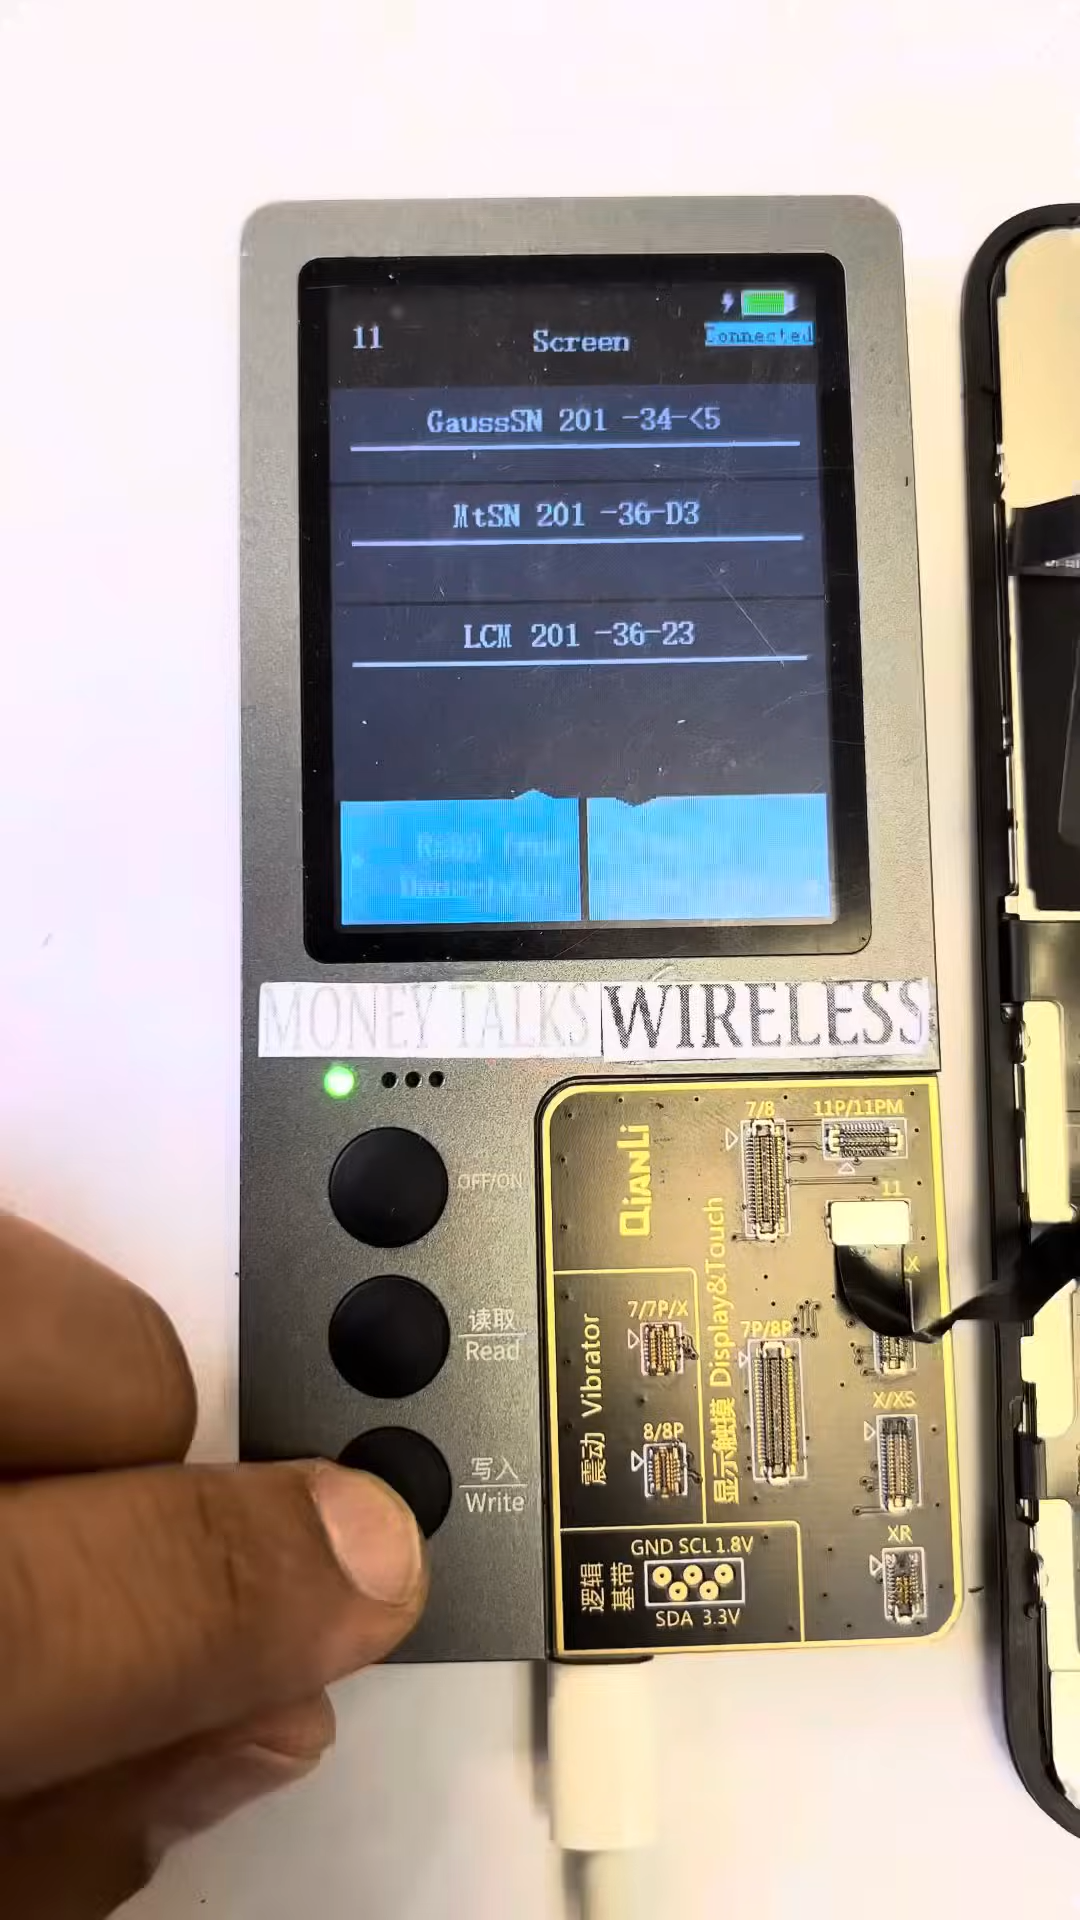 11
Screen
Connected
GaussSN 201 -34-<5
MtSN 201 -36-D3
LCM 201 -36-23
Read from
MONEY TALKS WIRELESS
OFF/ON
读取
Read
写入
Write
QIANLI
7/8
11P/11PM
11
X
显示触摸 Display&Touch
7/7P/X
7P/8P
震动 Vibrator
8/8P
X/XS
XR
逻辑
基带
GND SCL 1.8V
SDA 3.3V